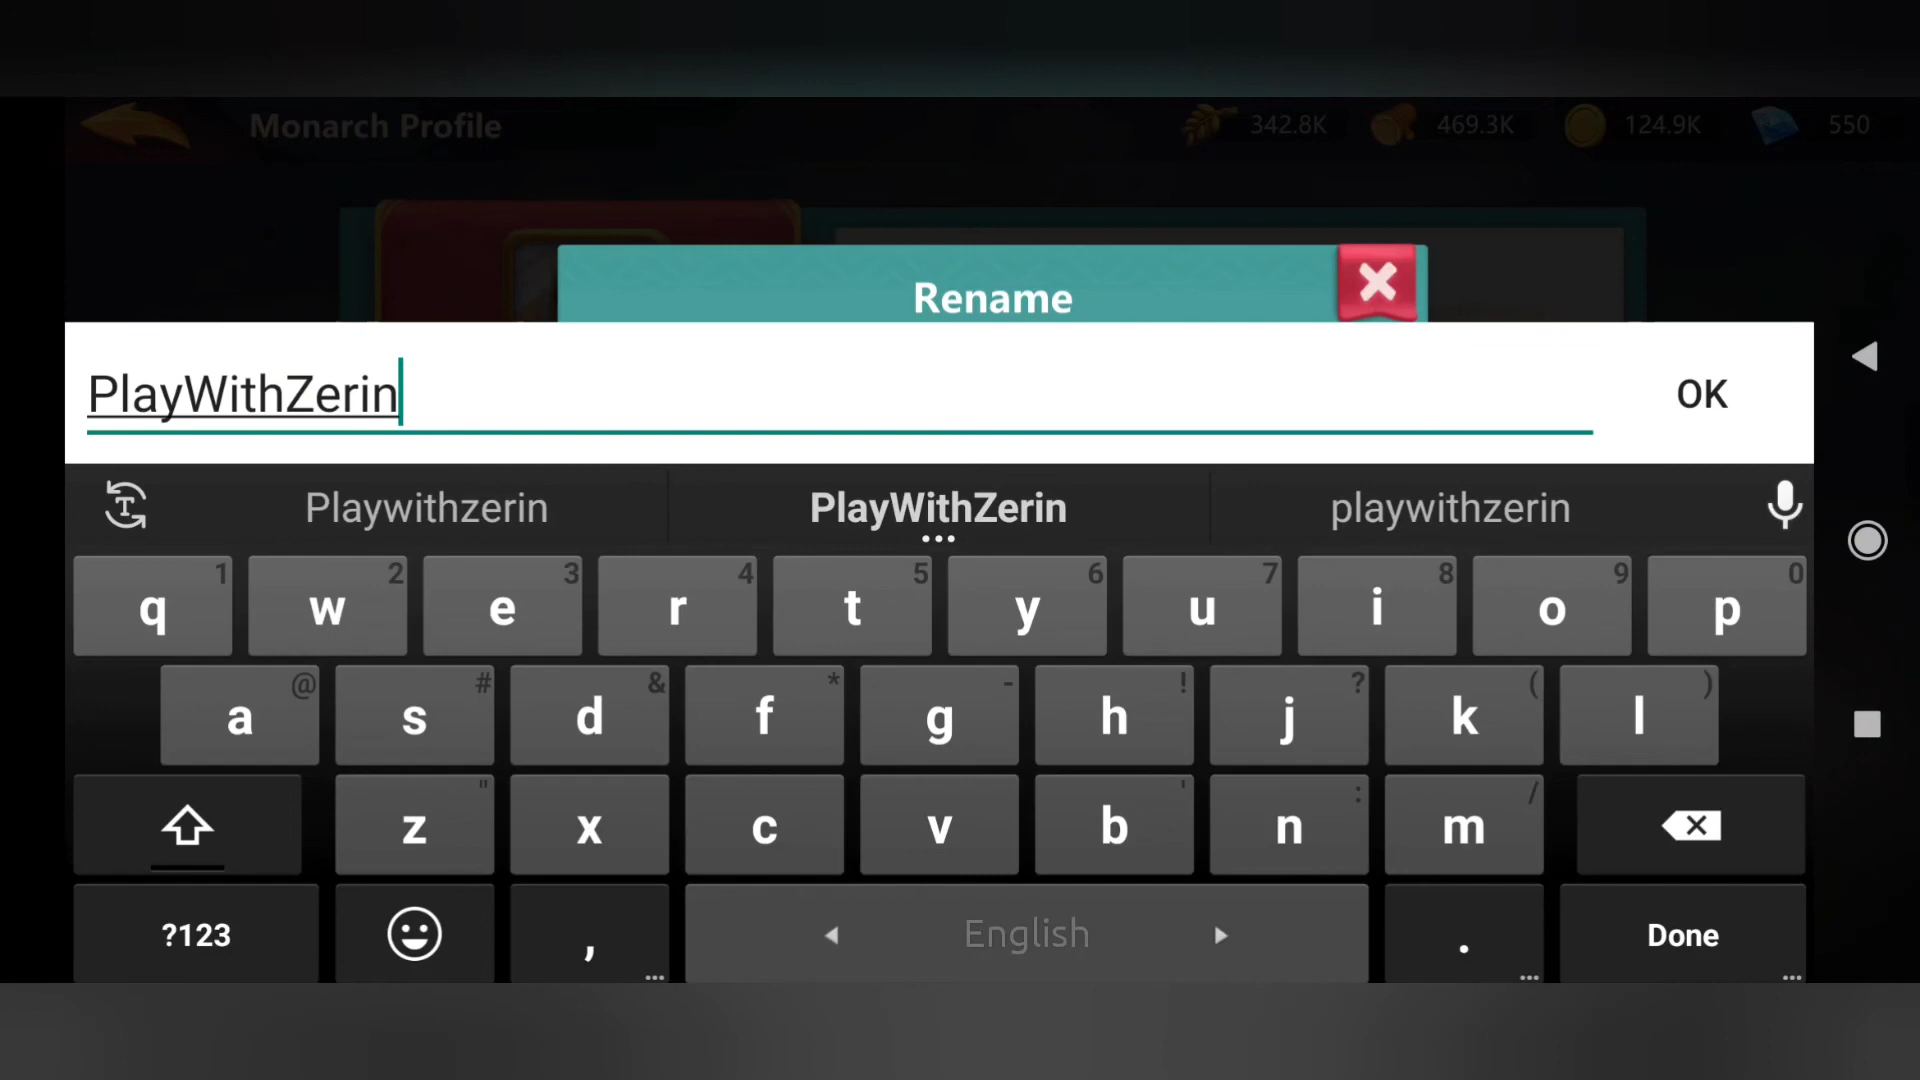 Monarch Profile 342.8K 469.3K 124.9K 550
Rename
PlayWithZerin OK
Playwithzerin PlayWithZerin playwithzerin
1 2 3 4 5 6 7 8 9 0
q w e r t y u i o p
@ # & * - ! ? ( )
a s d f g h j k l
" ' : /
z x c v b n m
?123 , English . Done